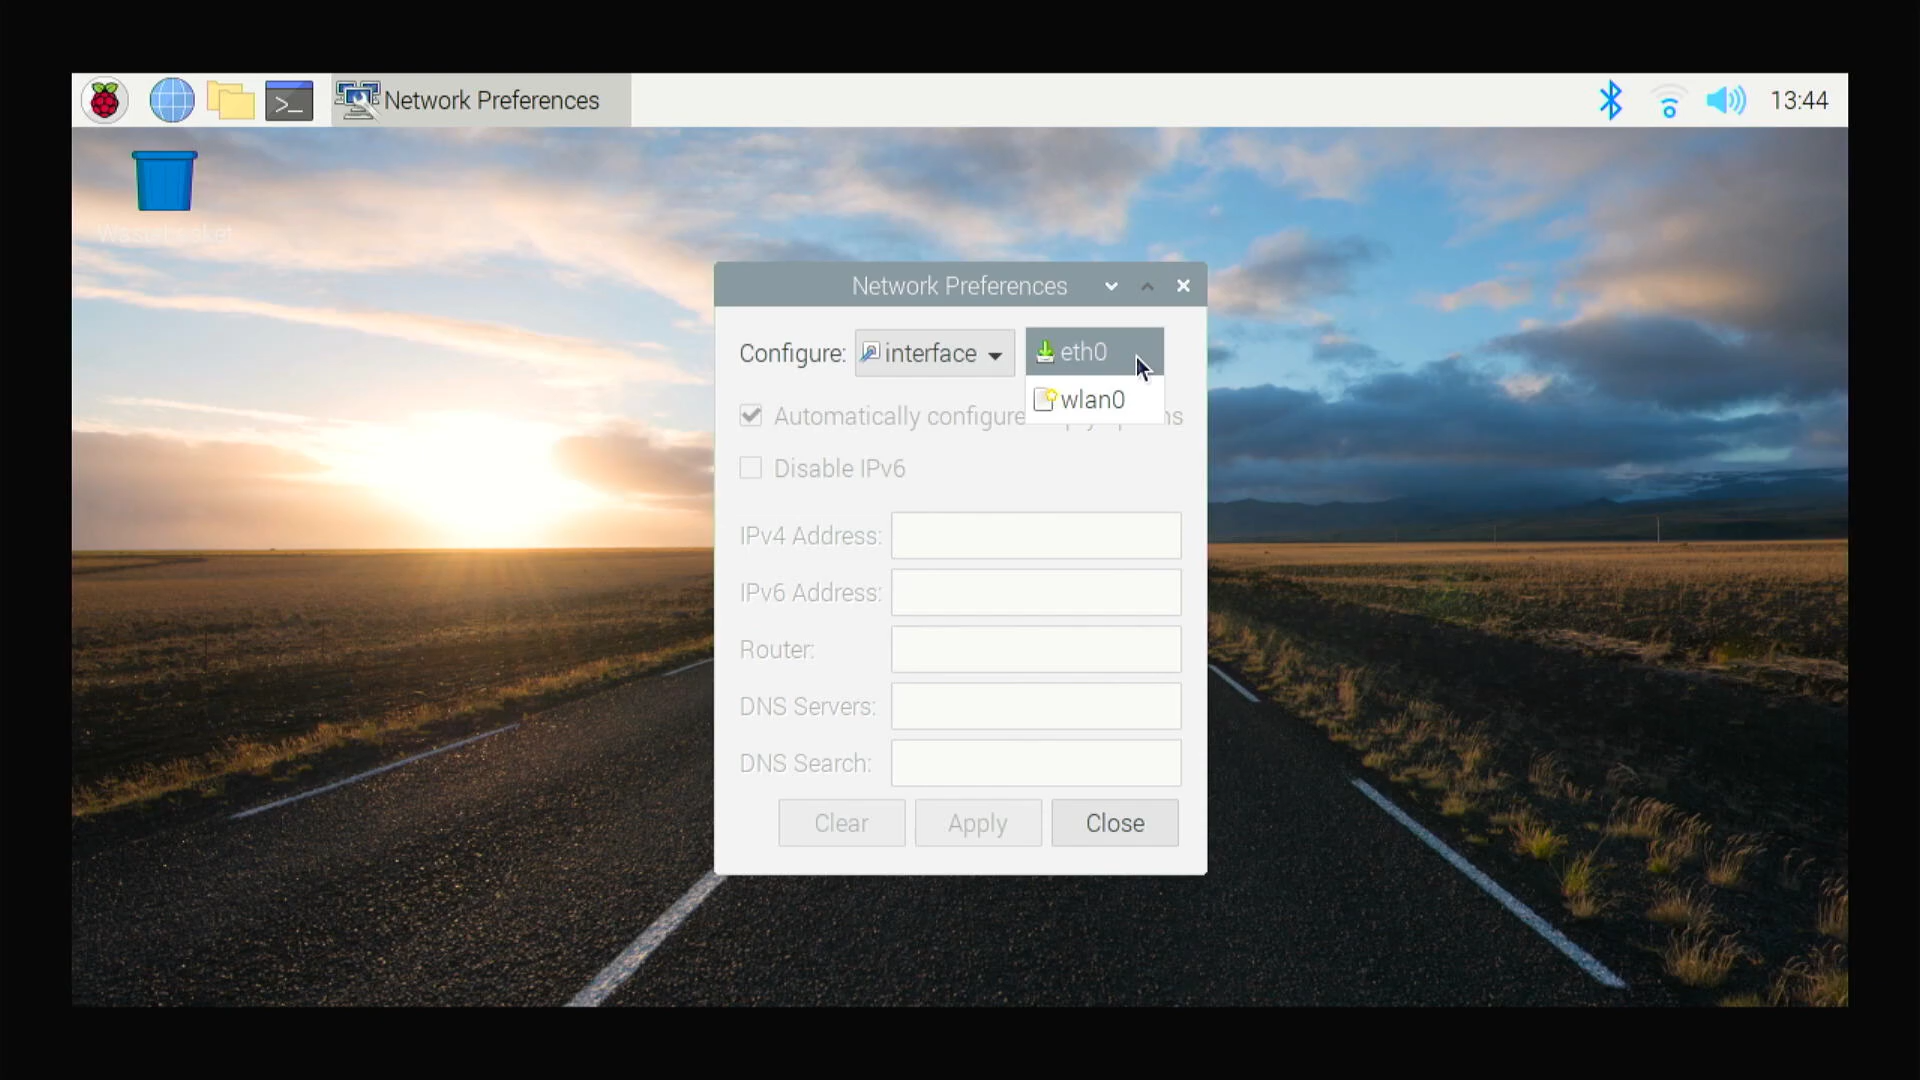 >_ Network Preferences 13:44
Wastebasket
Network Preferences
Configure: interface eth0
wlan0
Automatically configure
Disable IPv6
IPv4 Address:
IPv6 Address:
Router:
DNS Servers:
DNS Search:
Clear Apply Close